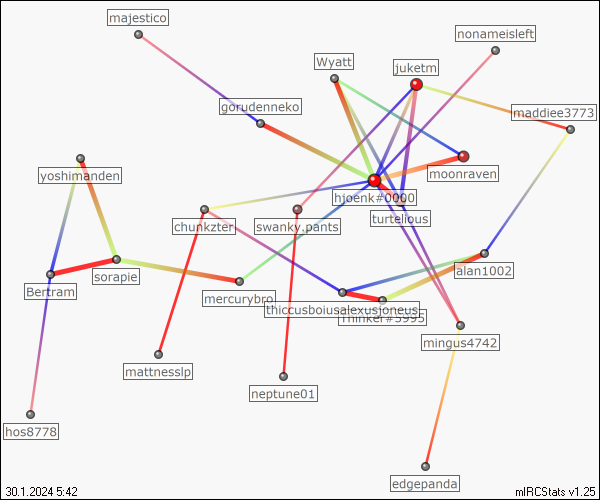 majestico
nonameisleft
Wyatt
juketm
gorudenneko
maddiee3773
yoshimanden
moonraven
hjoenk#0000
turtelious
chunkzter
swanky.pants
sorapie
alan1002
Bertram
mercurybro
thiccusboiusalexusjoneus
Thinker#5995
mingus4742
mattnesslp
neptune01
hos8778
edgepanda
30.1.2024 5:42
mIRCStats v1.25